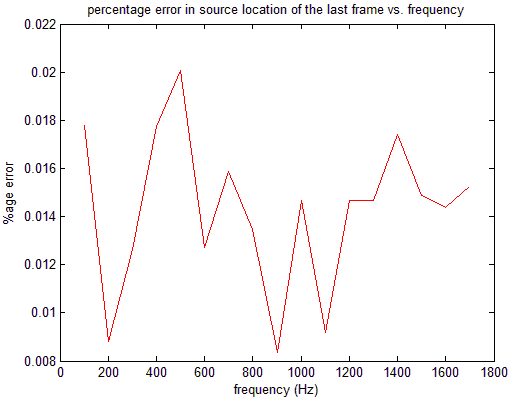 percentage error in source location of the last frame vs. frequency
0.022
0.02
0.018
0.016
0.014
0.012
0.01
0.008
%age error
0 200 400 600 800 1000 1200 1400 1600 1800
frequency (Hz)